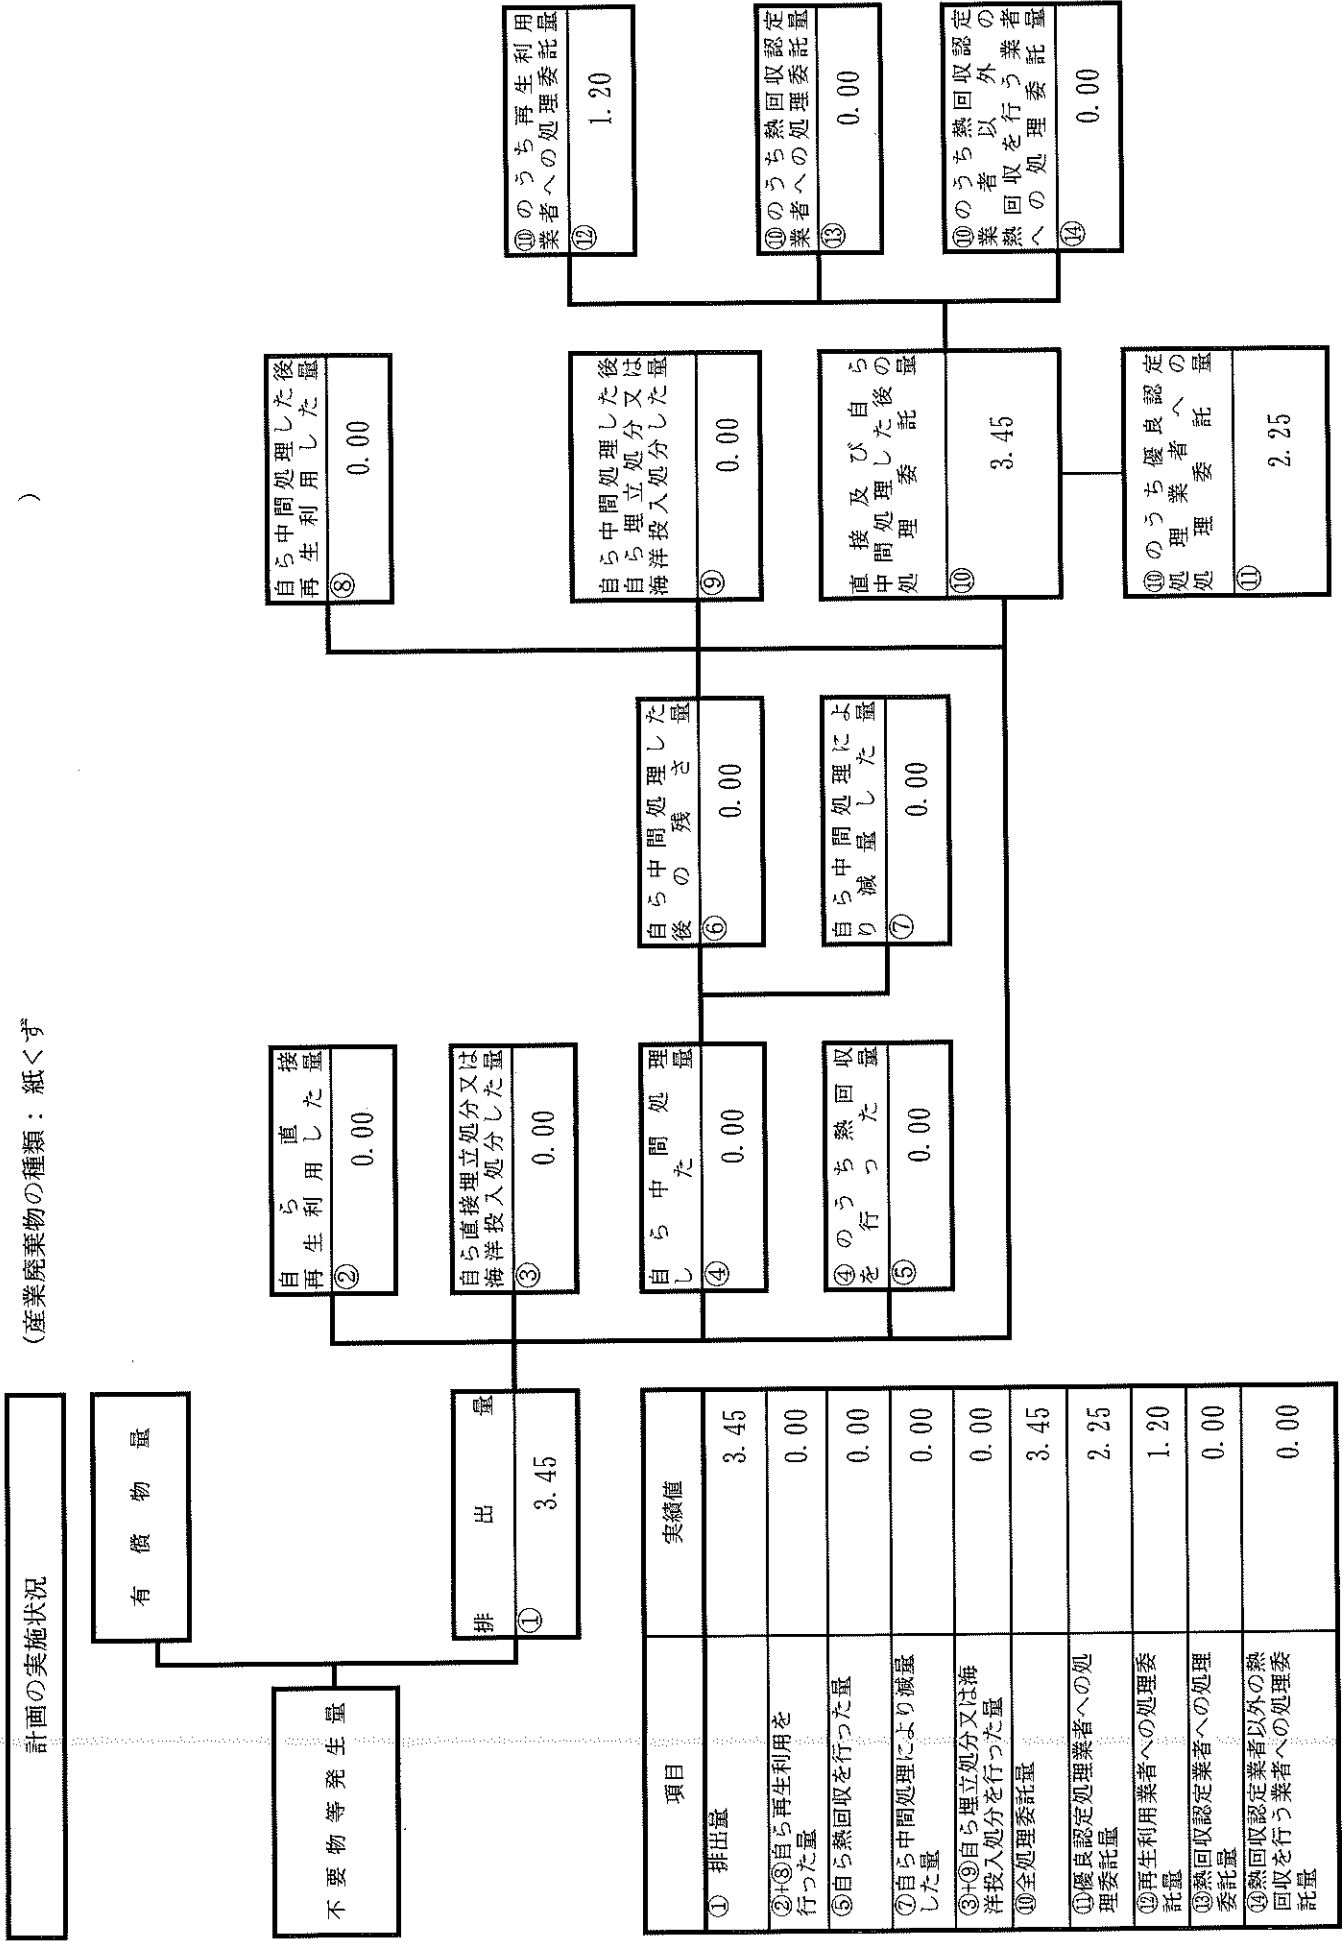 計画の実施状況
(産業廃棄物の種類：紙くず
)
有償物量
不要物等発生量
排出量
① 3.45
自ら直接
再生利用した量
② 0.00
自ら直接埋立処分又は
海洋投入処分した量
③ 0.00
自ら中間処理
した量
④ 0.00
④のうち熱回収
を行った量
⑤ 0.00
自ら中間処理した
後の残さ量
⑥ 0.00
自ら中間処理によ
り減量した量
⑦ 0.00
自ら中間処理した後
再生利用した量
⑧ 0.00
自ら中間処理した後
自ら埋立処分又は
海洋投入処分した量
⑨ 0.00
直接及び自ら
中間処理した後の
処理委託量
⑩ 3.45
⑩のうち優良認定
処理業者への
処理委託量
⑪ 2.25
⑩のうち再生利用
業者への処理委託量
⑫ 1.20
⑩のうち熱回収認定
業者への処理委託量
⑬ 0.00
⑩のうち熱回収認定
業者以外の
熱回収を行う業者
への処理委託量
⑭ 0.00
項目 実績値
① 排出量 3.45
②+⑧自ら再生利用を
行った量 0.00
⑤自ら熱回収を行った量 0.00
⑦自ら中間処理により減量
した量 0.00
③+⑨自ら埋立処分又は海
洋投入処分を行った量 0.00
⑩全処理委託量 3.45
⑪優良認定処理業者への処
理委託量 2.25
⑫再生利用業者への処理委
託量 1.20
⑬熱回収認定業者への処理
委託量 0.00
⑭熱回収認定業者以外の熱
回収を行う業者への処理委
託量 0.00